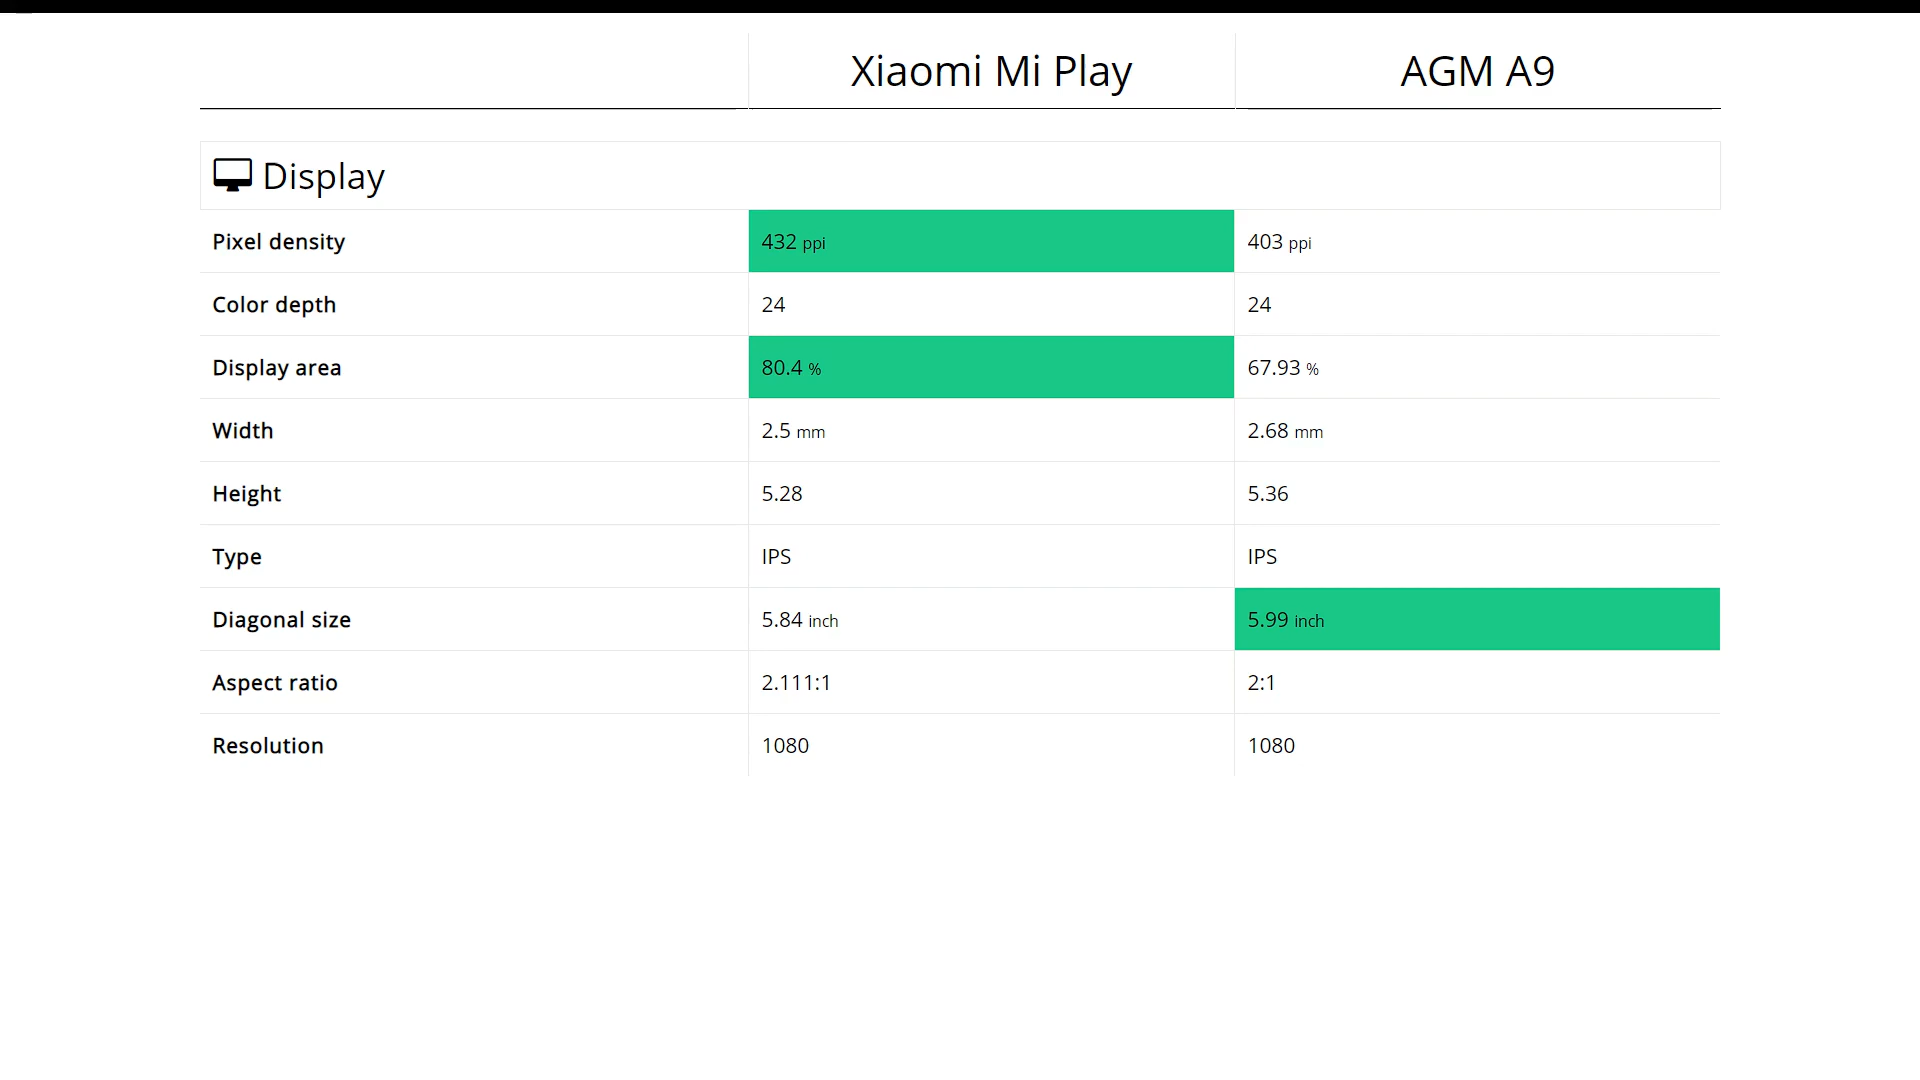 Xiaomi Mi Play AGM A9
Display
Pixel density 432 ppi 403 ppi
Color depth 24 24
Display area 80.4 % 67.93 %
Width 2.5 mm 2.68 mm
Height 5.28 5.36
Type IPS IPS
Diagonal size 5.84 inch 5.99 inch
Aspect ratio 2.111:1 2:1
Resolution 1080 1080